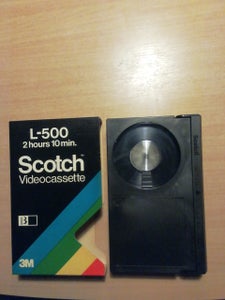 L-500
2 hours 10 min.
Scotch
Videocassette
B
3M